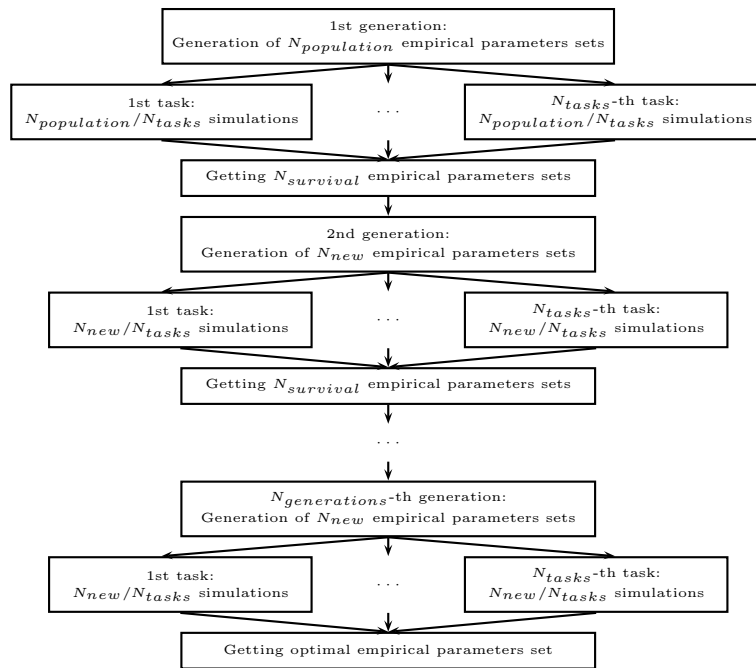 1st generation:
Generation of N_population empirical parameters sets
1st task:
N_population/N_tasks simulations
...
N_tasks-th task:
N_population/N_tasks simulations
Getting N_survival empirical parameters sets
2nd generation:
Generation of N_new empirical parameters sets
1st task:
N_new/N_tasks simulations
...
N_tasks-th task:
N_new/N_tasks simulations
Getting N_survival empirical parameters sets
...
N_generations-th generation:
Generation of N_new empirical parameters sets
1st task:
N_new/N_tasks simulations
...
N_tasks-th task:
N_new/N_tasks simulations
Getting optimal empirical parameters set